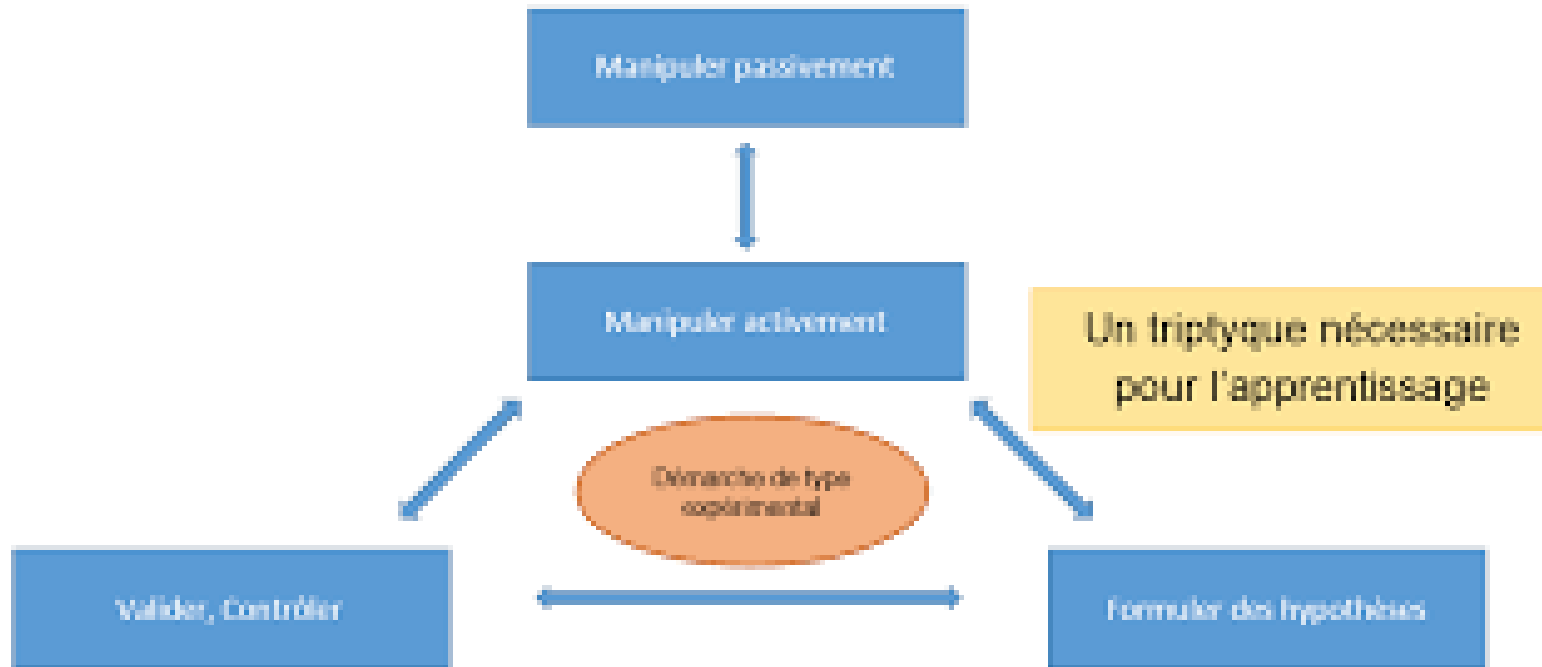 Manipuler passivement
Manipuler activement
Un triptyque nécessaire
pour l'apprentissage
Démarche de type
expérimental
Valider, Contrôler
Formuler des hypothèses